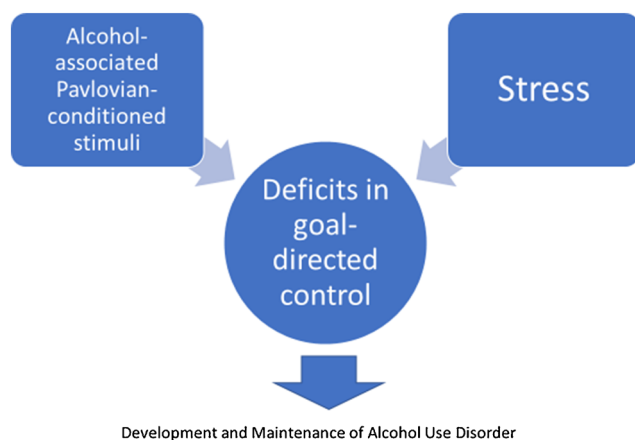 Alcohol-
associated
Pavlovian-
conditioned
stimuli
Stress
Deficits in
goal-
directed
control
Development and Maintenance of Alcohol Use Disorder